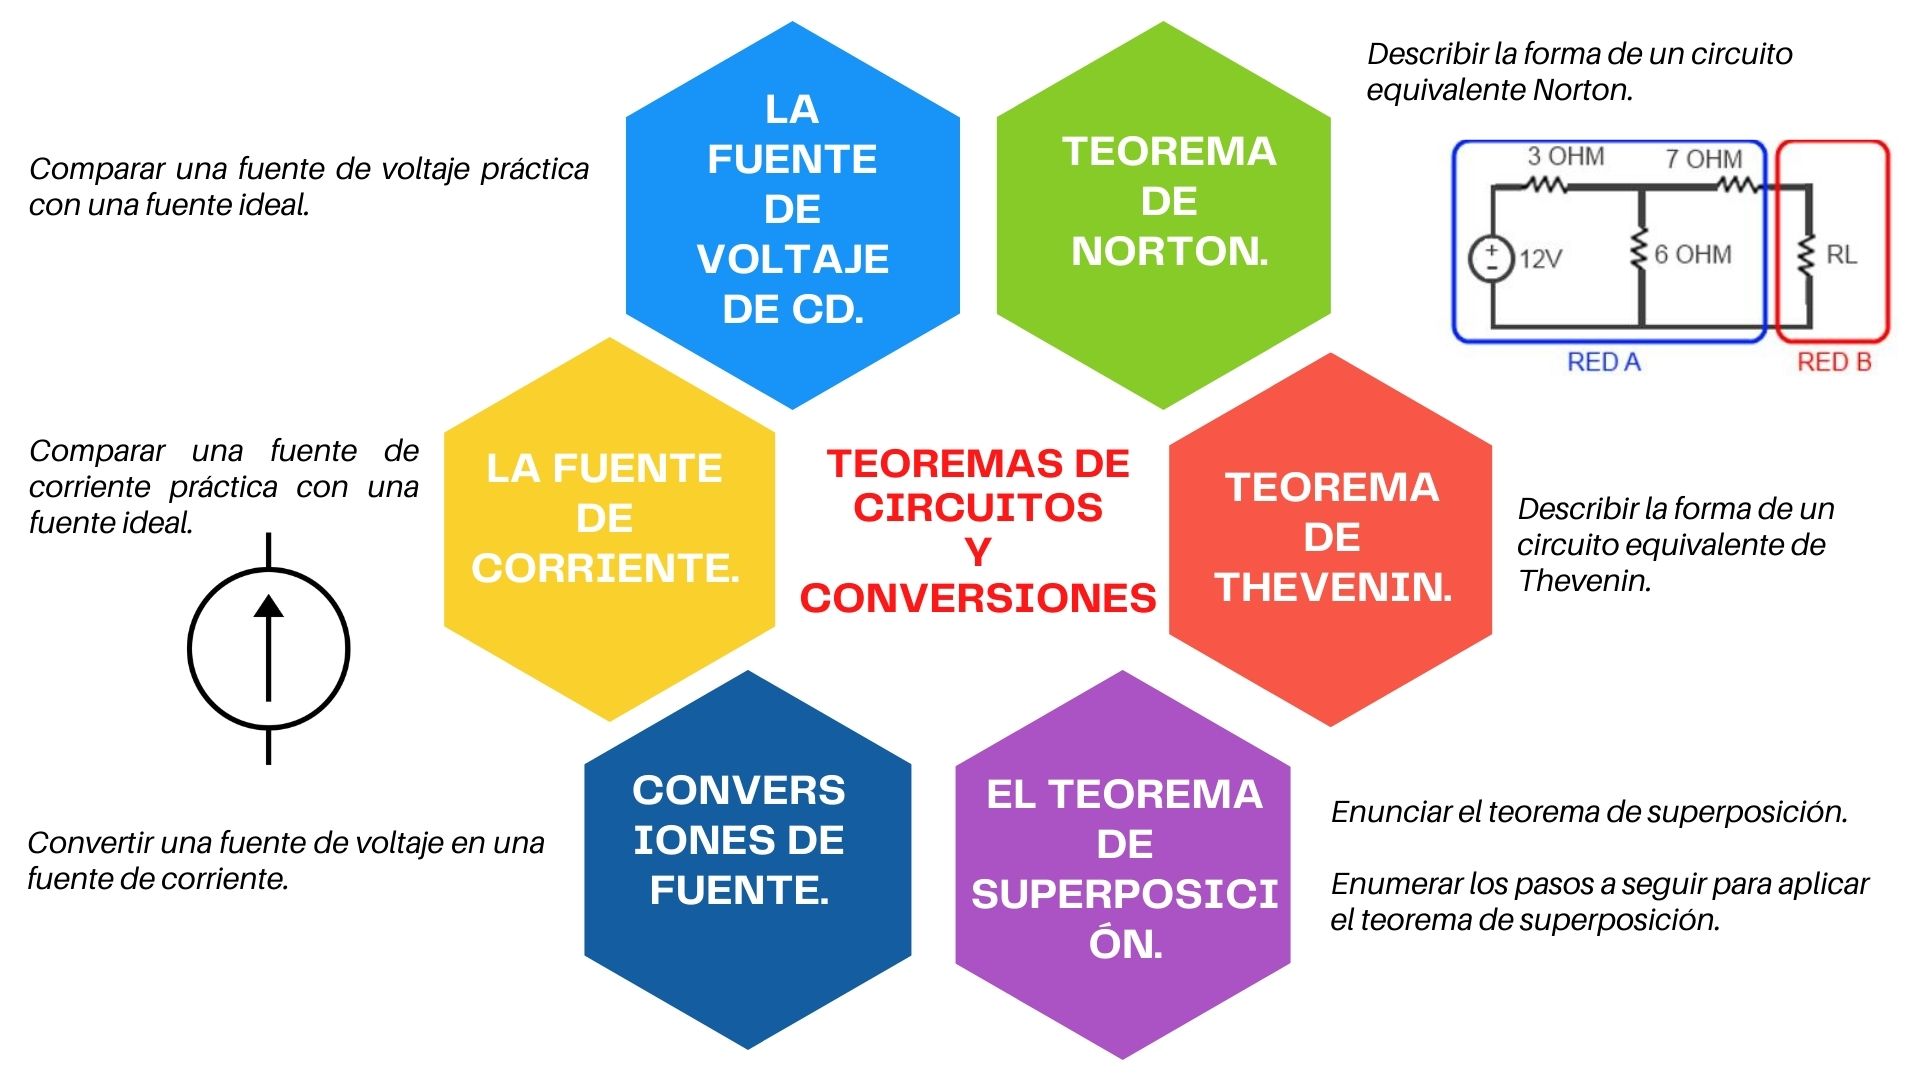 LA
FUENTE
DE
VOLTAJE
DE CD.
Comparar una fuente de voltaje práctica
con una fuente ideal.
TEOREMA
DE
NORTON.
Describir la forma de un circuito
equivalente Norton.
3 OHM
7 OHM
+
-
12V
6 OHM
RL
RED A
RED B
LA FUENTE
DE
CORRIENTE.
Comparar una fuente de
corriente práctica con una
fuente ideal.
TEOREMAS DE
CIRCUITOS
Y
CONVERSIONES
TEOREMA
DE
THEVENIN.
Describir la forma de un
circuito equivalente de
Thevenin.
CONVERS
IONES DE
FUENTE.
Convertir una fuente de voltaje en una
fuente de corriente.
EL TEOREMA
DE
SUPERPOSICI
ÓN.
Enunciar el teorema de superposición.
Enumerar los pasos a seguir para aplicar
el teorema de superposición.